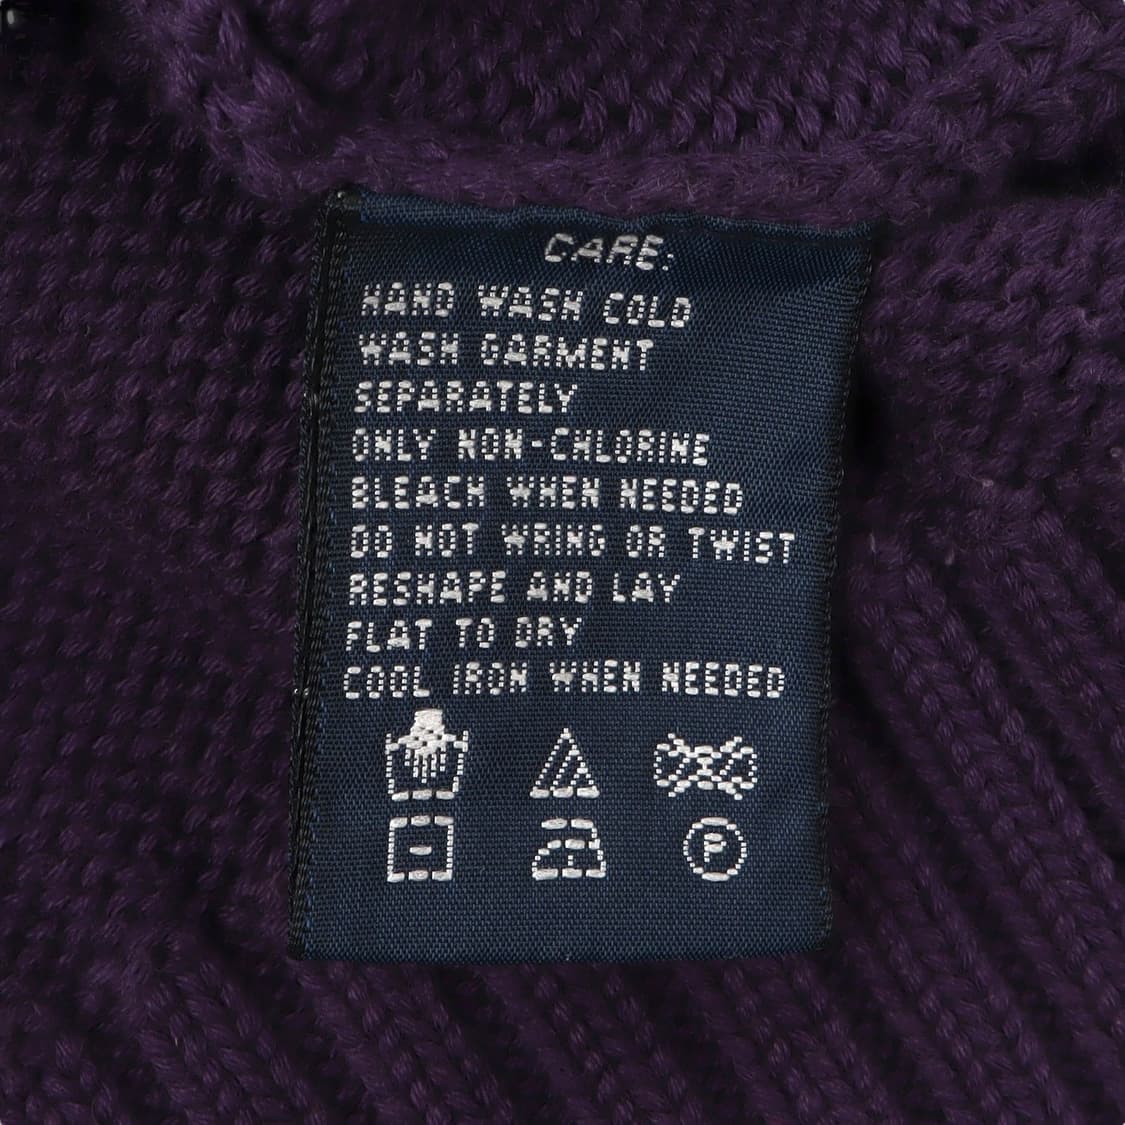 CARE:
HAND WASH COLD
WASH GARMENT
SEPARATELY
ONLY NON-CHLORINE
BLEACH WHEN NEEDED
DO NOT WRING OR TWIST
RESHAPE AND LAY
FLAT TO DRY
COOL IRON WHEN NEEDED
P